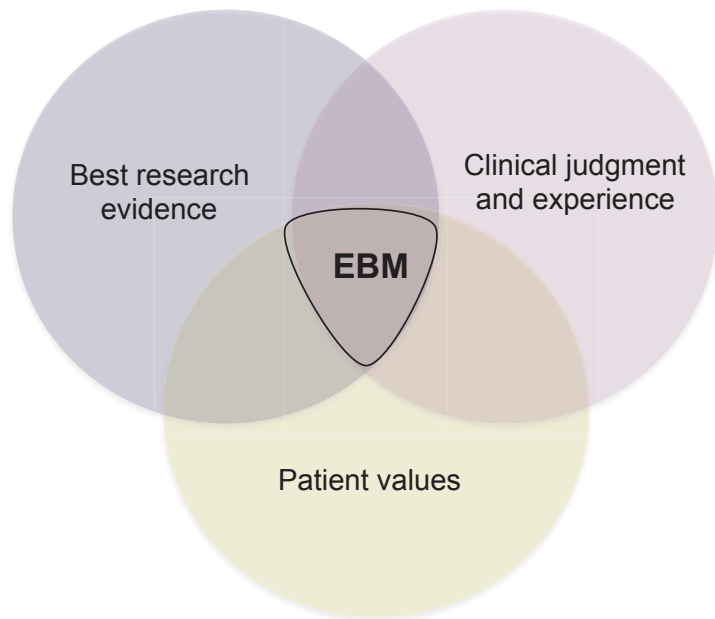 Best research
evidence
Clinical judgment
and experience
EBM
Patient values